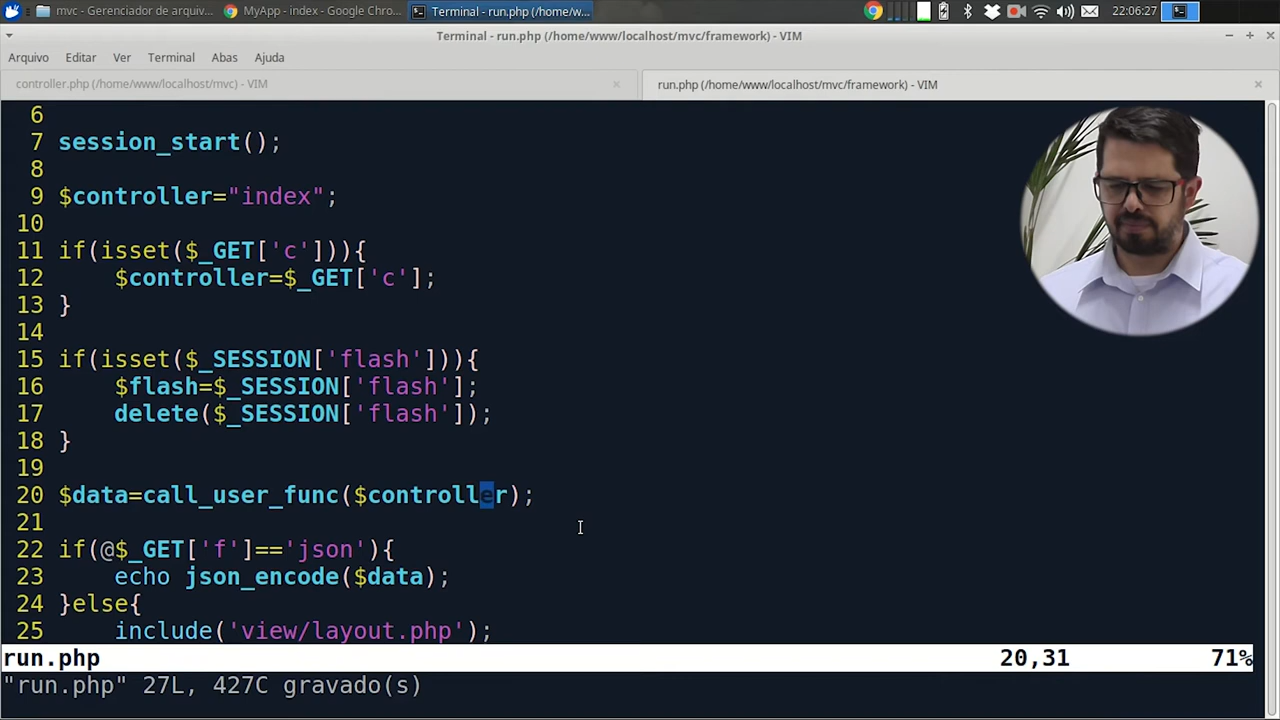 mvc - Gerenciador de arquiv...
MyApp - index - Google Chro...
Terminal - run.php (/home/w...
22:06:27
Terminal - run.php (/home/www/localhost/mvc/framework) - VIM
Arquivo Editar Ver Terminal Abas Ajuda
controller.php (/home/www/localhost/mvc) - VIM
run.php (/home/www/localhost/mvc/framework) - VIM
6
7 session_start();
8
9 $controller="index";
10
11 if(isset($_GET['c'])){
12     $controller=$_GET['c'];
13 }
14
15 if(isset($_SESSION['flash'])){
16     $flash=$_SESSION['flash'];
17     delete($_SESSION['flash']);
18 }
19
20 $data=call_user_func($controller);
21
22 if(@$_GET['f']=='json'){
23     echo json_encode($data);
24 }else{
25     include('view/layout.php');
run.php 20,31 71%
"run.php" 27L, 427C gravado(s)